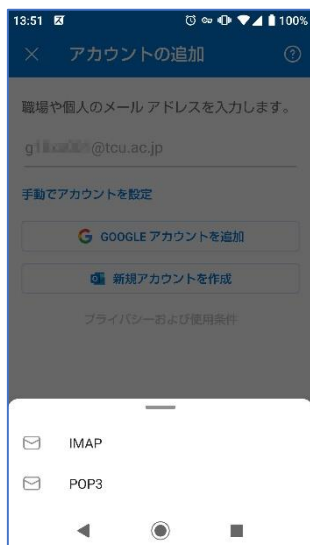 13:51 100%
アカウントの追加
職場や個人のメール アドレスを入力します。
@tcu.ac.jp
手動でアカウントを設定
GOOGLE アカウントを追加
新規アカウントを作成
プライバシーおよび使用条件
IMAP
POP3